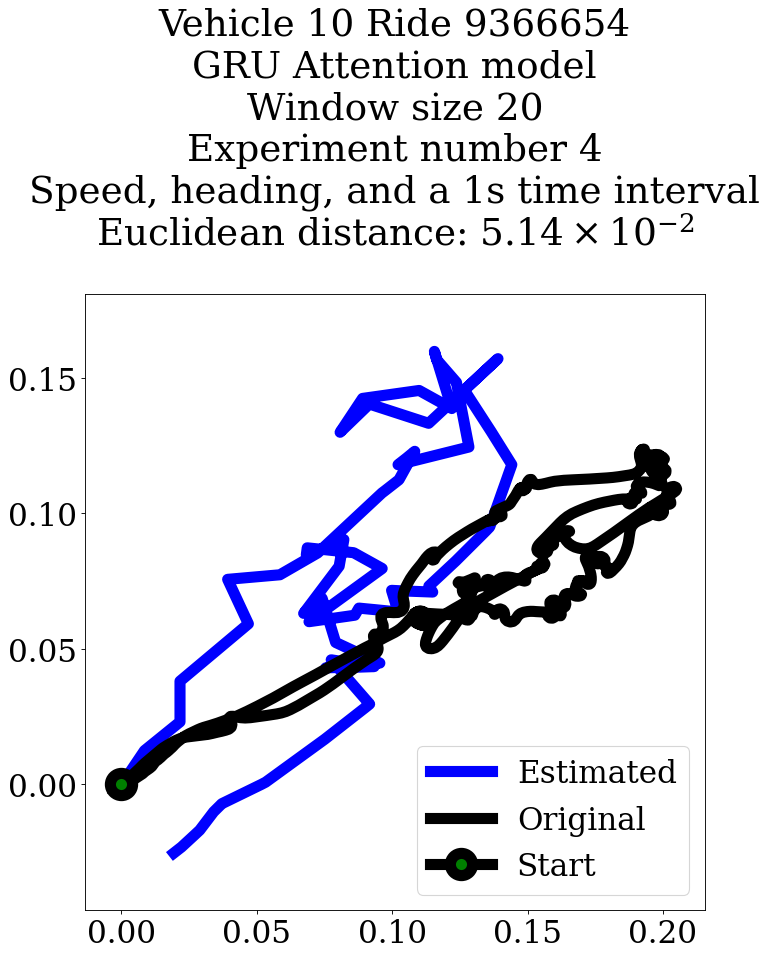 Vehicle 10 Ride 9366654
GRU Attention model
Window size 20
Experiment number 4
Speed, heading, and a 1s time interval
Euclidean distance: 5.14 × 10⁻²
0.15
0.10
0.05
0.00
Estimated
Original
Start
0.00 0.05 0.10 0.15 0.20